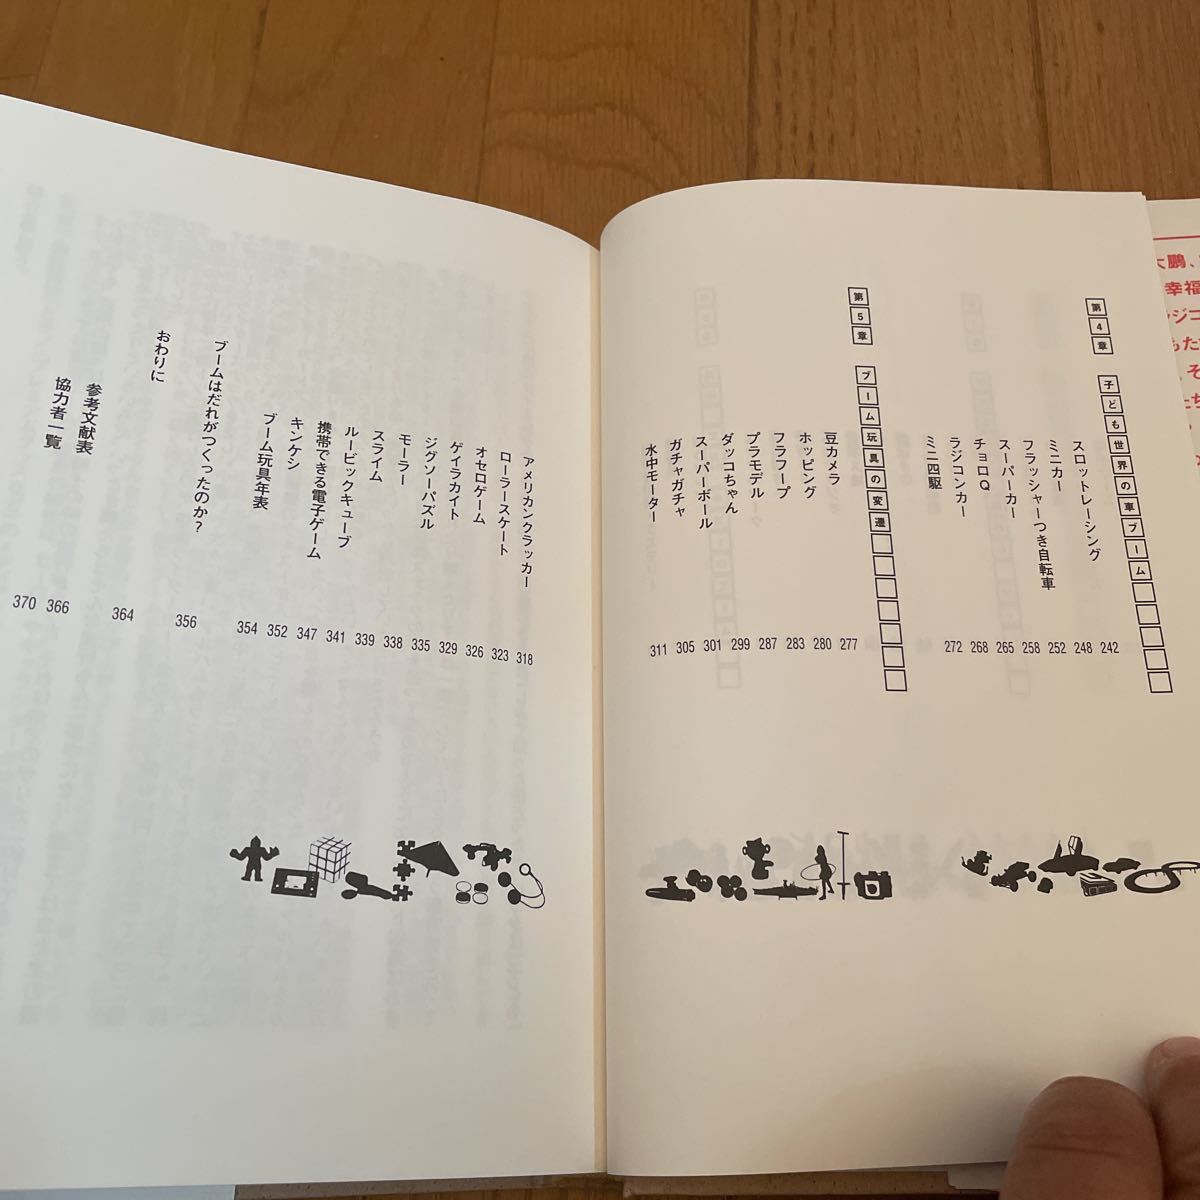 大鵬、
幸福
ラジコ
もた
そ
第4章 子ども世界の車ブーム
スロットレーシング 242
ミニカー 248
フラッシャーつき自転車 252
スーパーカー 258
チョロQ 265
ラジコンカー 268
ミニ四駆 272
第5章 ブーム玩具の変遷
豆カメラ 277
ホッピング 280
フラフープ 283
プラモデル 287
ダッコちゃん 299
スーパーボール 301
ガチャガチャ 305
水中モーター 311
アメリカンクラッカー 318
ローラースケート 323
オセロゲーム 326
ゲイラカイト 329
ジグソーパズル 335
モーラー 338
スライム 339
ルービックキューブ 341
携帯できる電子ゲーム 347
キンケシ 352
ブーム玩具年表 354
ブームはだれがつくったのか? 356
おわりに 364
参考文献表 366
協力者一覧 370